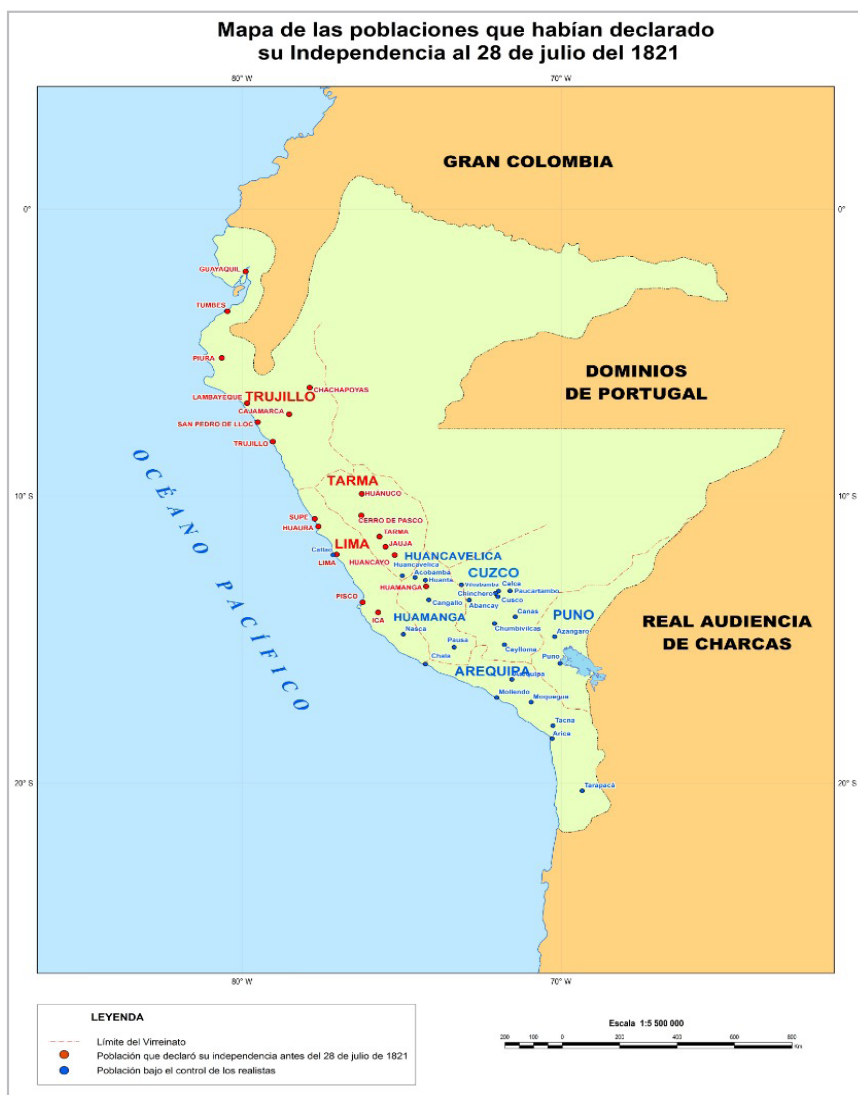 Mapa de las poblaciones que habían declarado
su Independencia al 28 de julio del 1821
80° W
70° W
GRAN COLOMBIA
0°
0°
GUAYAQUIL
TUMBES
PIURA
DOMINIOS
DE PORTUGAL
CHACHAPOYAS
LAMBAYEQUE
TRUJILLO
CAJAMARCA
SAN PEDRO DE LLOC
TRUJILLO
OCÉANO PACÍFICO
TARMA
10° S
HUÁNUCO
10° S
SUPE
CERRO DE PASCO
HUAURA
TARMA
LIMA
JAUJA
Callao
LIMA
HUANCAYO
HUANCAVELICA
Huancavelica
Acobamba
Huanta
CUZCO
Vilcabamba
Calca
HUAMANGA
Chinchero
Paucartambo
PISCO
Cangallo
Abancay
Cusco
ICA
HUAMANGA
Canas
PUNO
Nasca
Chumbivilcas
Azangaro
REAL AUDIENCIA
DE CHARCAS
Pausa
Caylloma
Puno
Chala
AREQUIPA
Mollendo
Moquegua
Tacna
Arica
20° S
20° S
Tarapacá
80° W
70° W
LEYENDA
Límite del Virreinato
Población que declaró su independencia antes del 28 de julio de 1821
Población bajo el control de los realistas
Escala 1:5 500 000
200 100 0 200 400 600 800
Km